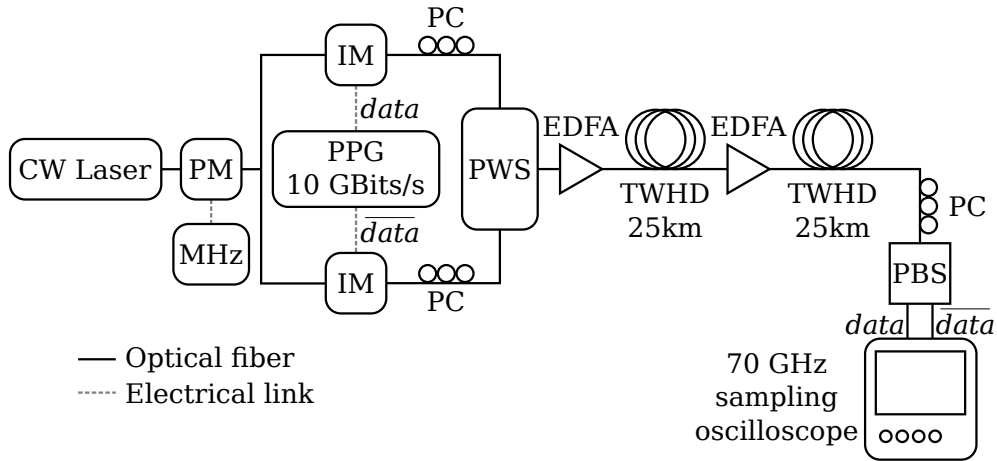 PC
IM
data
EDFA
EDFA
CW Laser
PM
PPG
10 GBits/s
PWS
TWHD
25km
TWHD
25km
PC
MHz
data
IM
PC
PBS
data
data
Optical fiber
Electrical link
70 GHz
sampling
oscilloscope